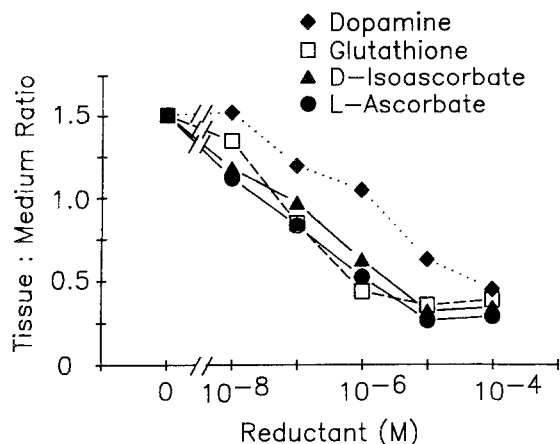 Dopamine
Glutathione
D-Isoascorbate
L-Ascorbate
Tissue : Medium Ratio
1.5
1.0
0.5
0
0
10⁻⁸
10⁻⁶
10⁻⁴
Reductant (M)